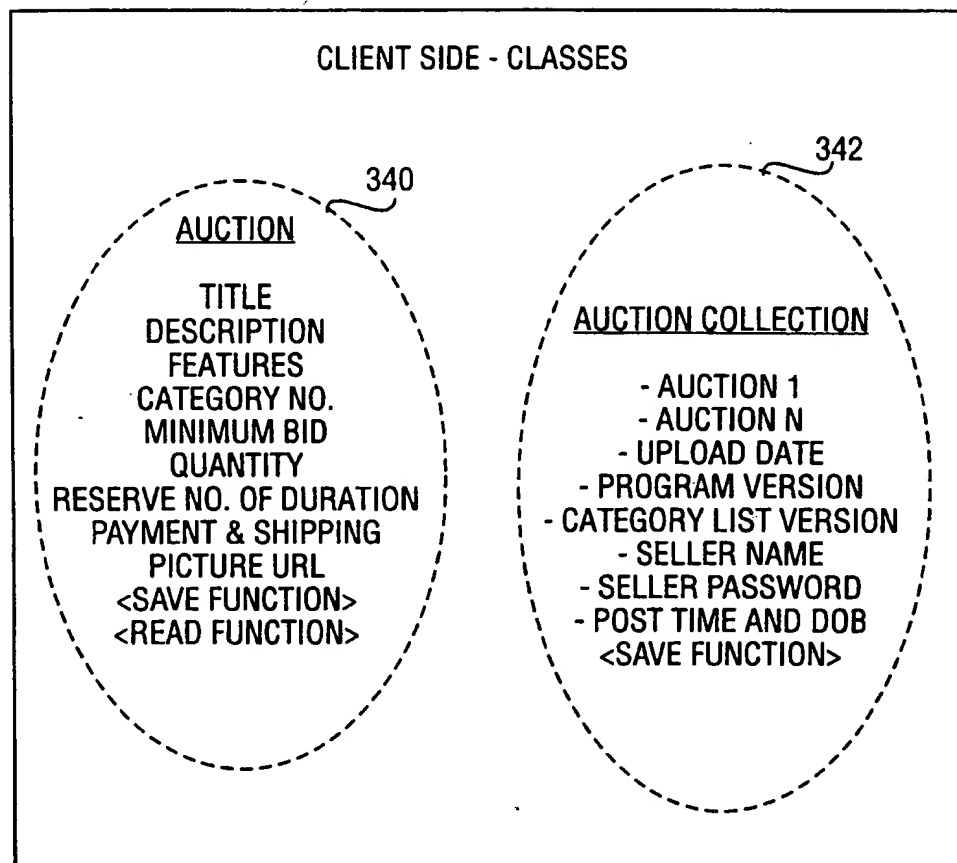 CLIENT SIDE - CLASSES
340
AUCTION
TITLE
DESCRIPTION
FEATURES
CATEGORY NO.
MINIMUM BID
QUANTITY
RESERVE NO. OF DURATION
PAYMENT & SHIPPING
PICTURE URL
<SAVE FUNCTION>
<READ FUNCTION>
342
AUCTION COLLECTION
- AUCTION 1
- AUCTION N
- UPLOAD DATE
- PROGRAM VERSION
- CATEGORY LIST VERSION
- SELLER NAME
- SELLER PASSWORD
- POST TIME AND DOB
<SAVE FUNCTION>